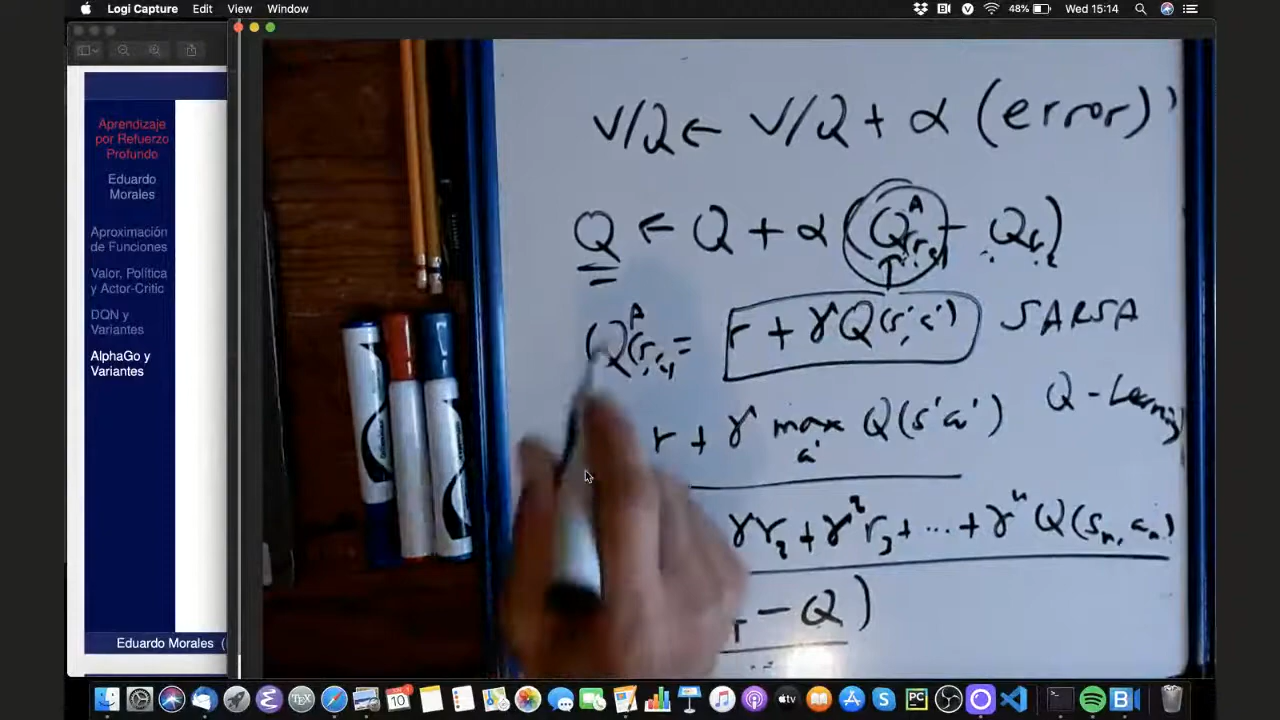 Logi Capture Edit View Window 48% Wed 15:14
Aprendizaje
por Refuerzo
Profundo
Eduardo
Morales
Aproximación
de Funciones
Valor, Política
y Actor-Critic
DQN y
Variantes
AlphaGo y
Variantes
Eduardo Morales (
V/Q ← V/Q + α (error)
Q ← Q + α (Q^A - Q
Q^A = r + γQ(s',a') SARSA
r + γ max_a' Q(s'a') Q-Learning
γr₂ + γ²r₃ + ... + γⁿQ(sₙ, aₙ)
- Q)